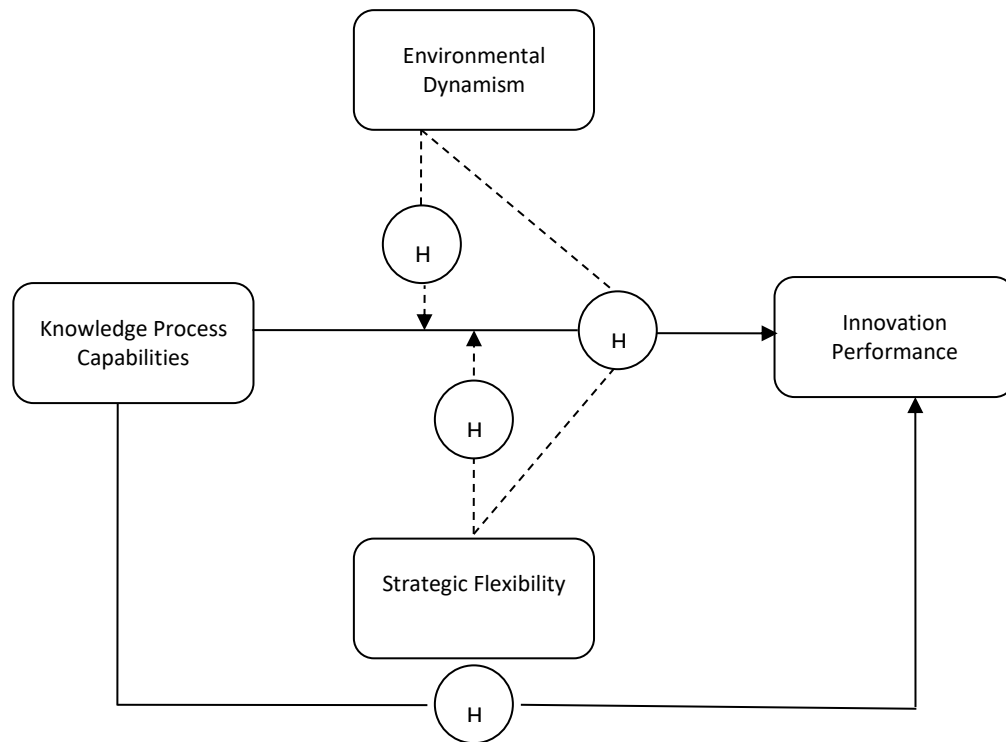 Environmental
Dynamism
H
Knowledge Process
Capabilities
H
Innovation
Performance
H
Strategic Flexibility
H